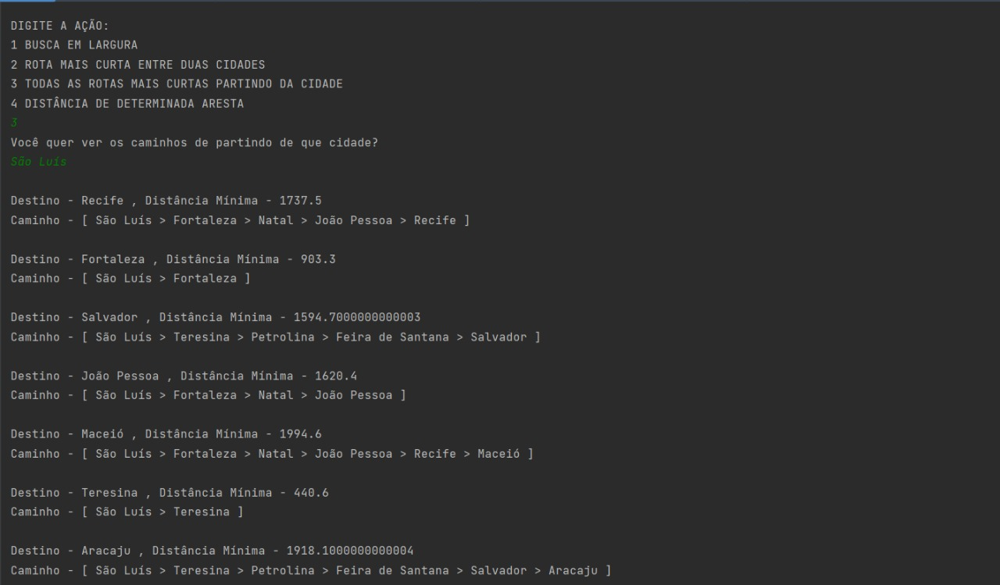 DIGITE A AÇÃO:
1 BUSCA EM LARGURA
2 ROTA MAIS CURTA ENTRE DUAS CIDADES
3 TODAS AS ROTAS MAIS CURTAS PARTINDO DA CIDADE
4 DISTÂNCIA DE DETERMINADA ARESTA
3
Você quer ver os caminhos de partindo de que cidade?
São Luís
Destino - Recife , Distância Mínima - 1737.5
Caminho - [ São Luís > Fortaleza > Natal > João Pessoa > Recife ]
Destino - Fortaleza , Distância Mínima - 903.3
Caminho - [ São Luís > Fortaleza ]
Destino - Salvador , Distância Mínima - 1594.7000000000003
Caminho - [ São Luís > Teresina > Petrolina > Feira de Santana > Salvador ]
Destino - João Pessoa , Distância Mínima - 1620.4
Caminho - [ São Luís > Fortaleza > Natal > João Pessoa ]
Destino - Maceió , Distância Mínima - 1994.6
Caminho - [ São Luís > Fortaleza > Natal > João Pessoa > Recife > Maceió ]
Destino - Teresina , Distância Mínima - 440.6
Caminho - [ São Luís > Teresina ]
Destino - Aracaju , Distância Mínima - 1918.1000000000004
Caminho - [ São Luís > Teresina > Petrolina > Feira de Santana > Salvador > Aracaju ]